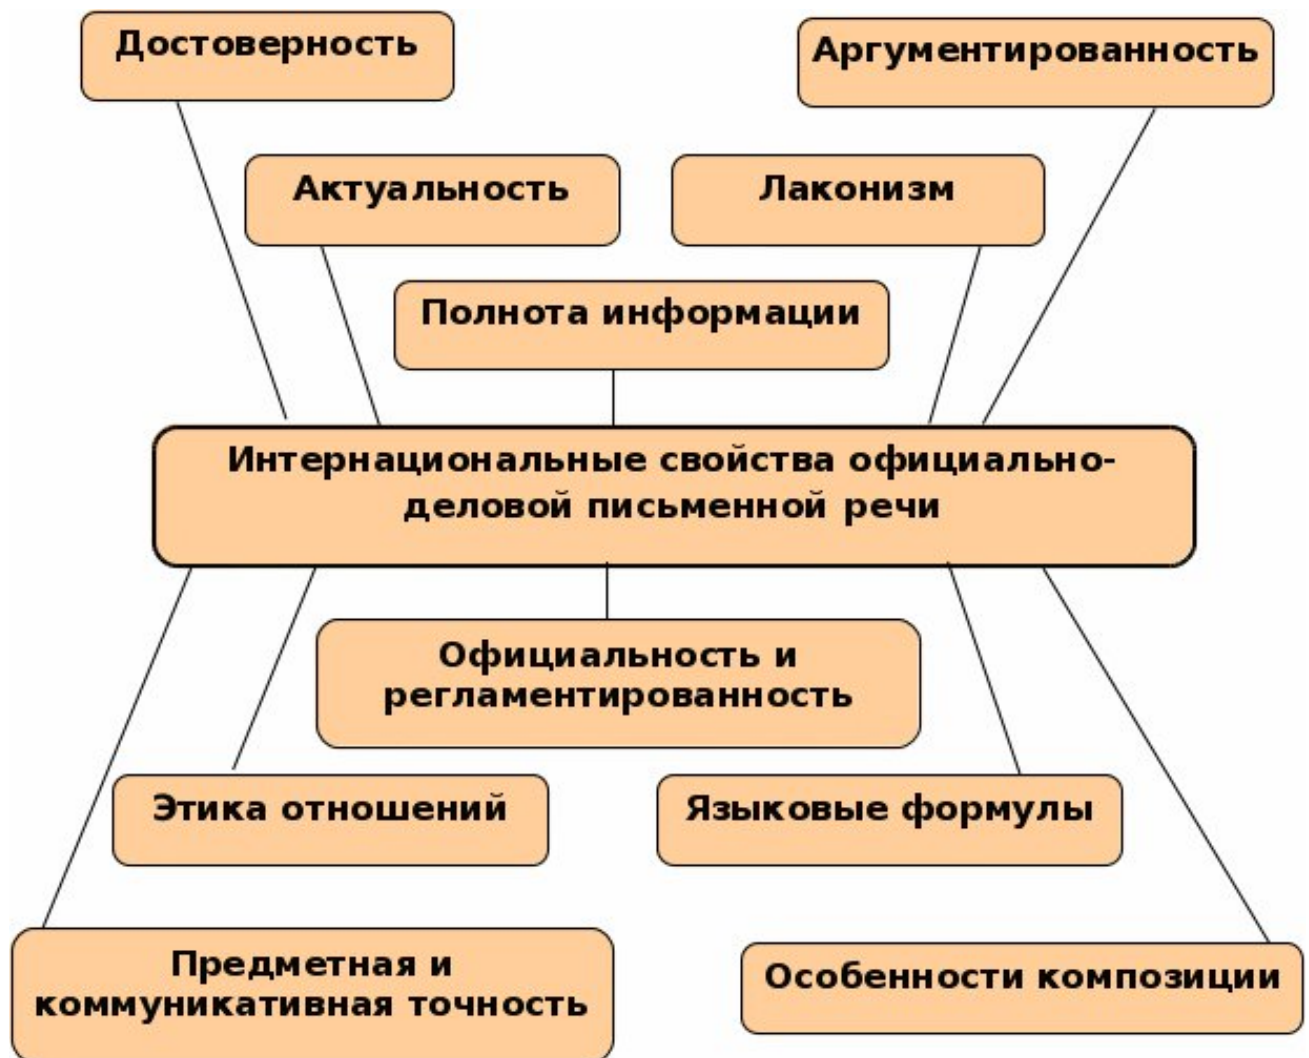 Достоверность
Аргументированность
Актуальность
Лаконизм
Полнота информации
Интернациональные свойства официально-
деловой письменной речи
Официальность и
регламентированность
Этика отношений
Языковые формулы
Предметная и
коммуникативная точность
Особенности композиции